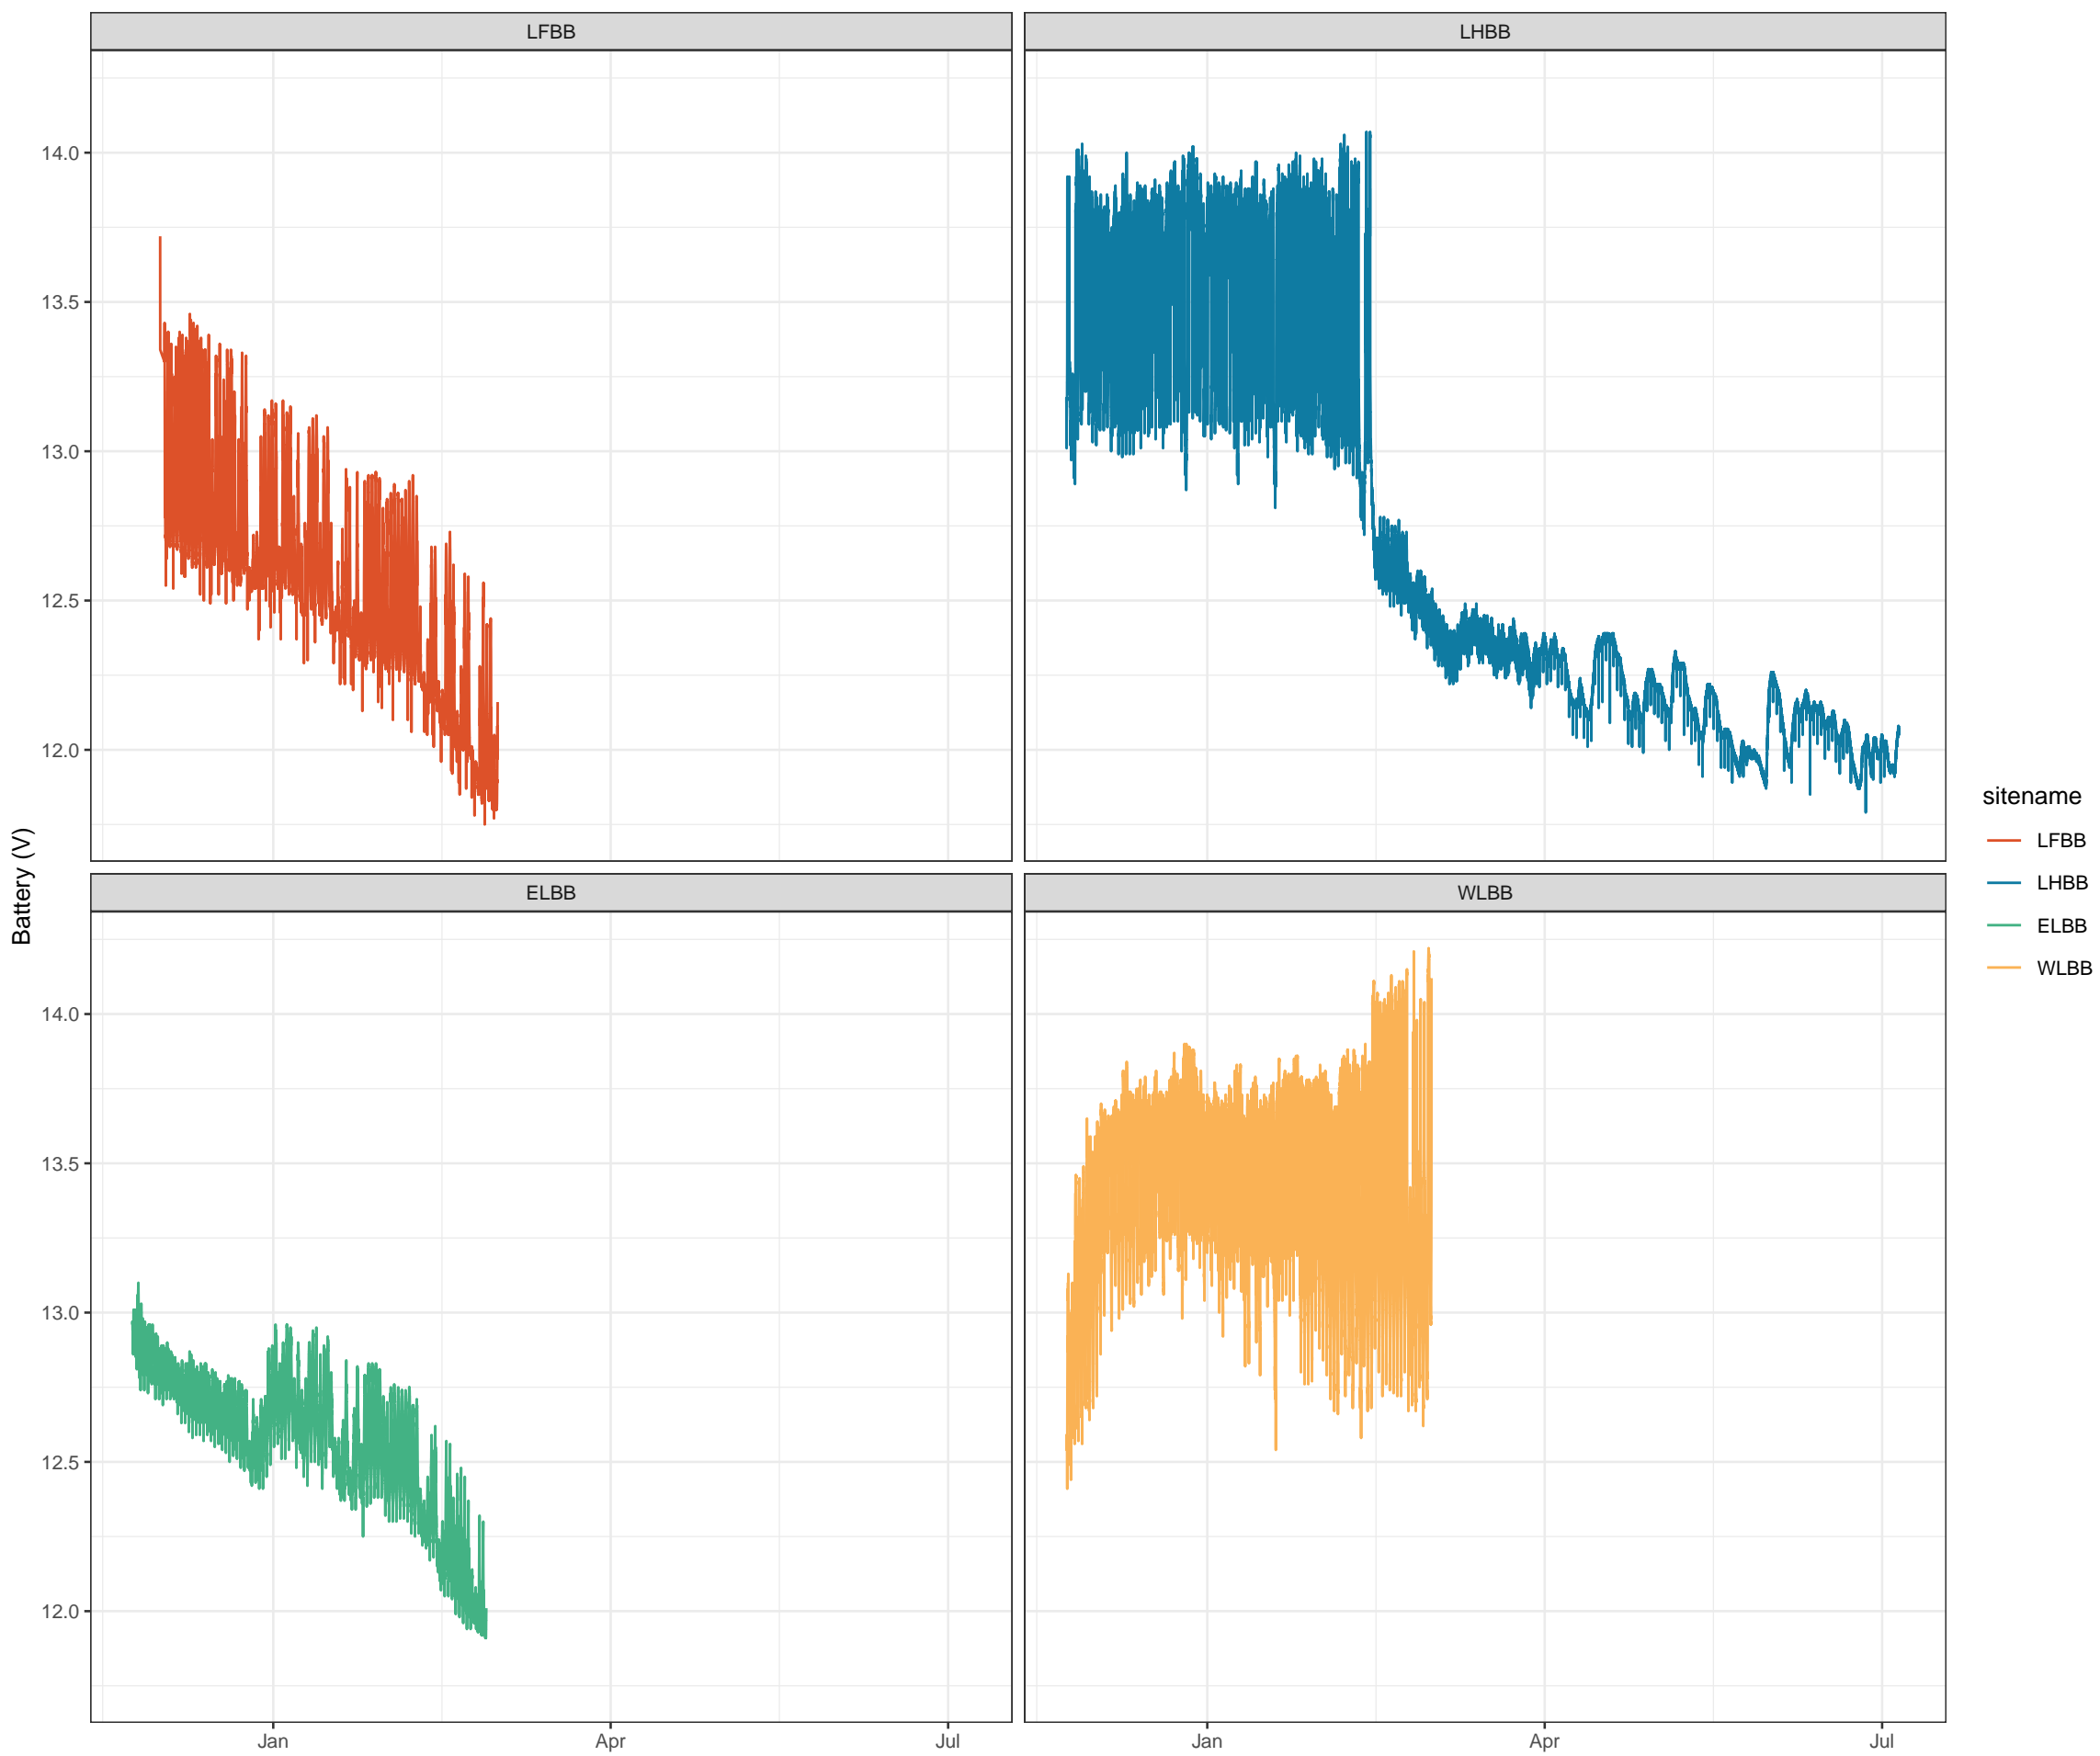 LFBB
LHBB
14.0
13.5
13.0
12.5
12.0
ELBB
WLBB
14.0
13.5
13.0
12.5
12.0
Jan
Apr
Jul
Jan
Apr
Jul
Battery (V)
sitename
LFBB
LHBB
ELBB
WLBB